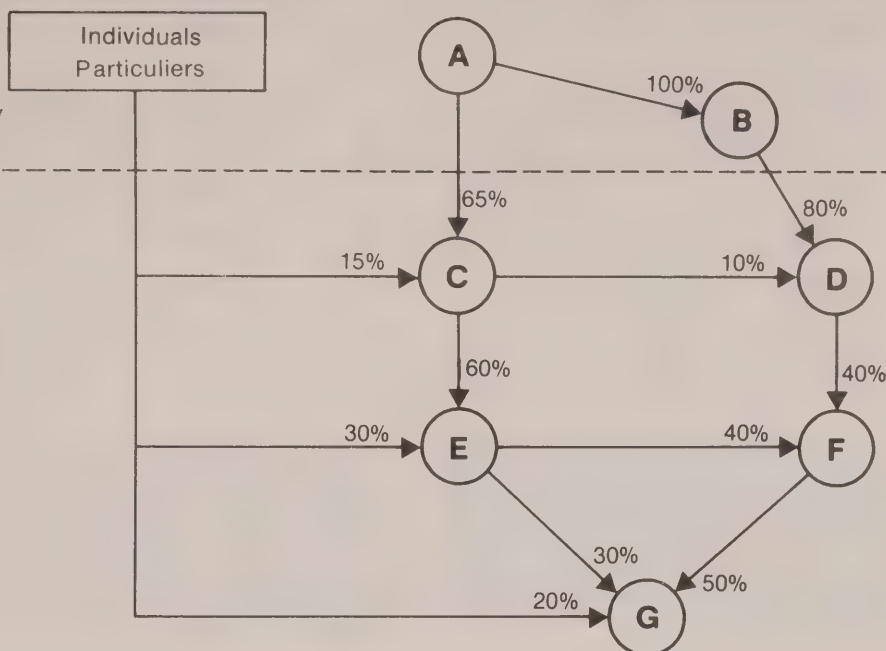 Individuals
Particuliers
A
100%
B
65%
80%
15%
C
10%
D
60%
40%
30%
E
40%
F
30%
50%
20%
G